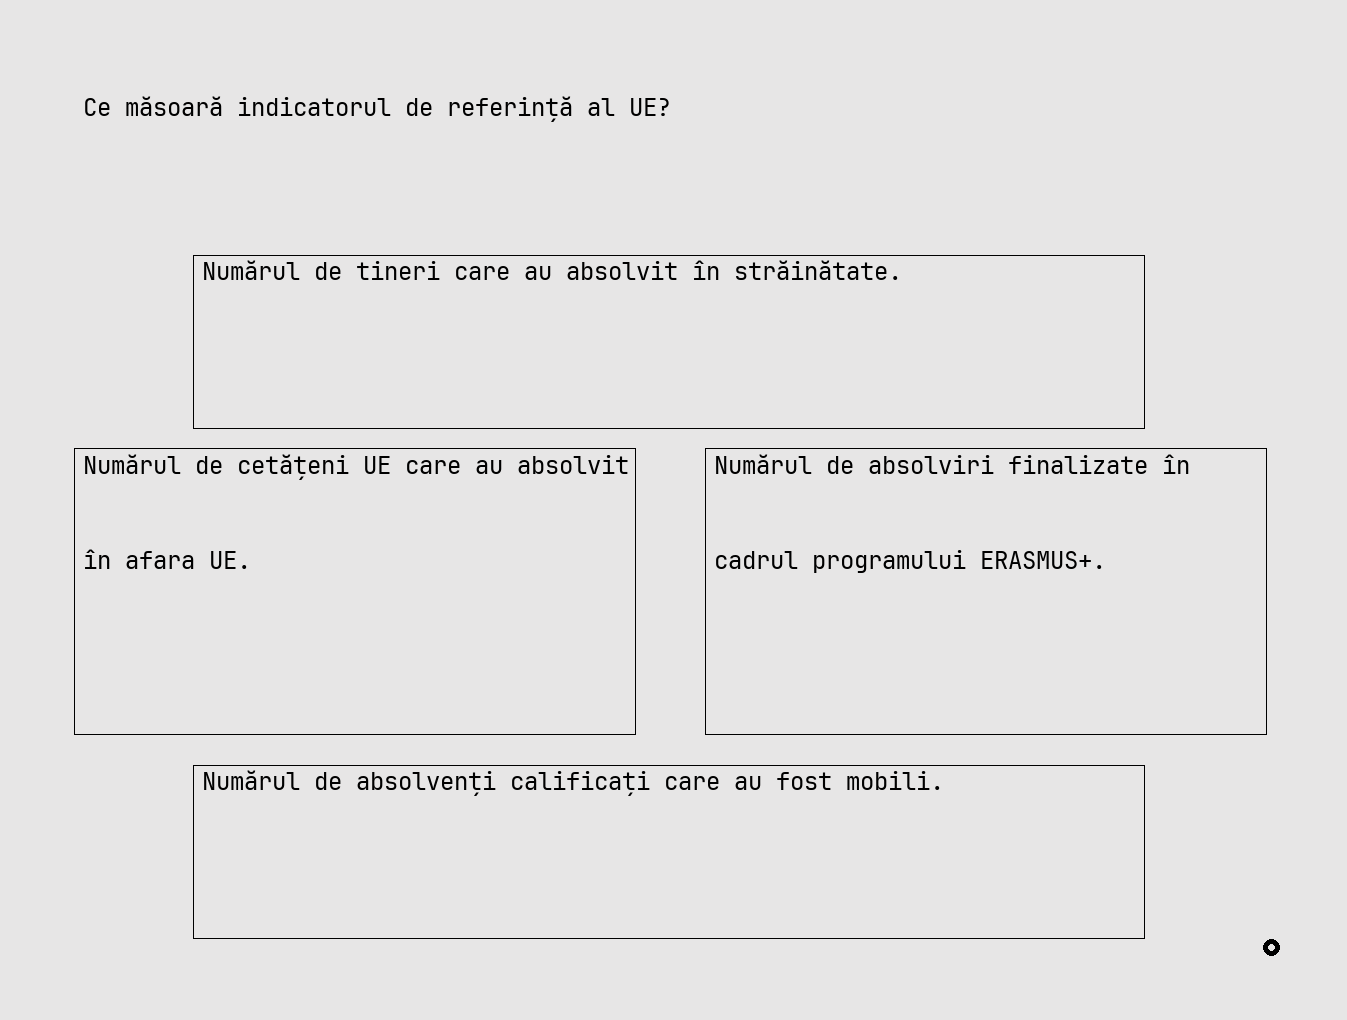 Ce măsoară indicatorul de referință al UE?
Numărul de tineri care au absolvit în străinătate.
Numărul de cetățeni UE care au absolvit
în afara UE.
Numărul de absolviri finalizate în
cadrul programului ERASMUS+.
Numărul de absolvenți calificați care au fost mobili.